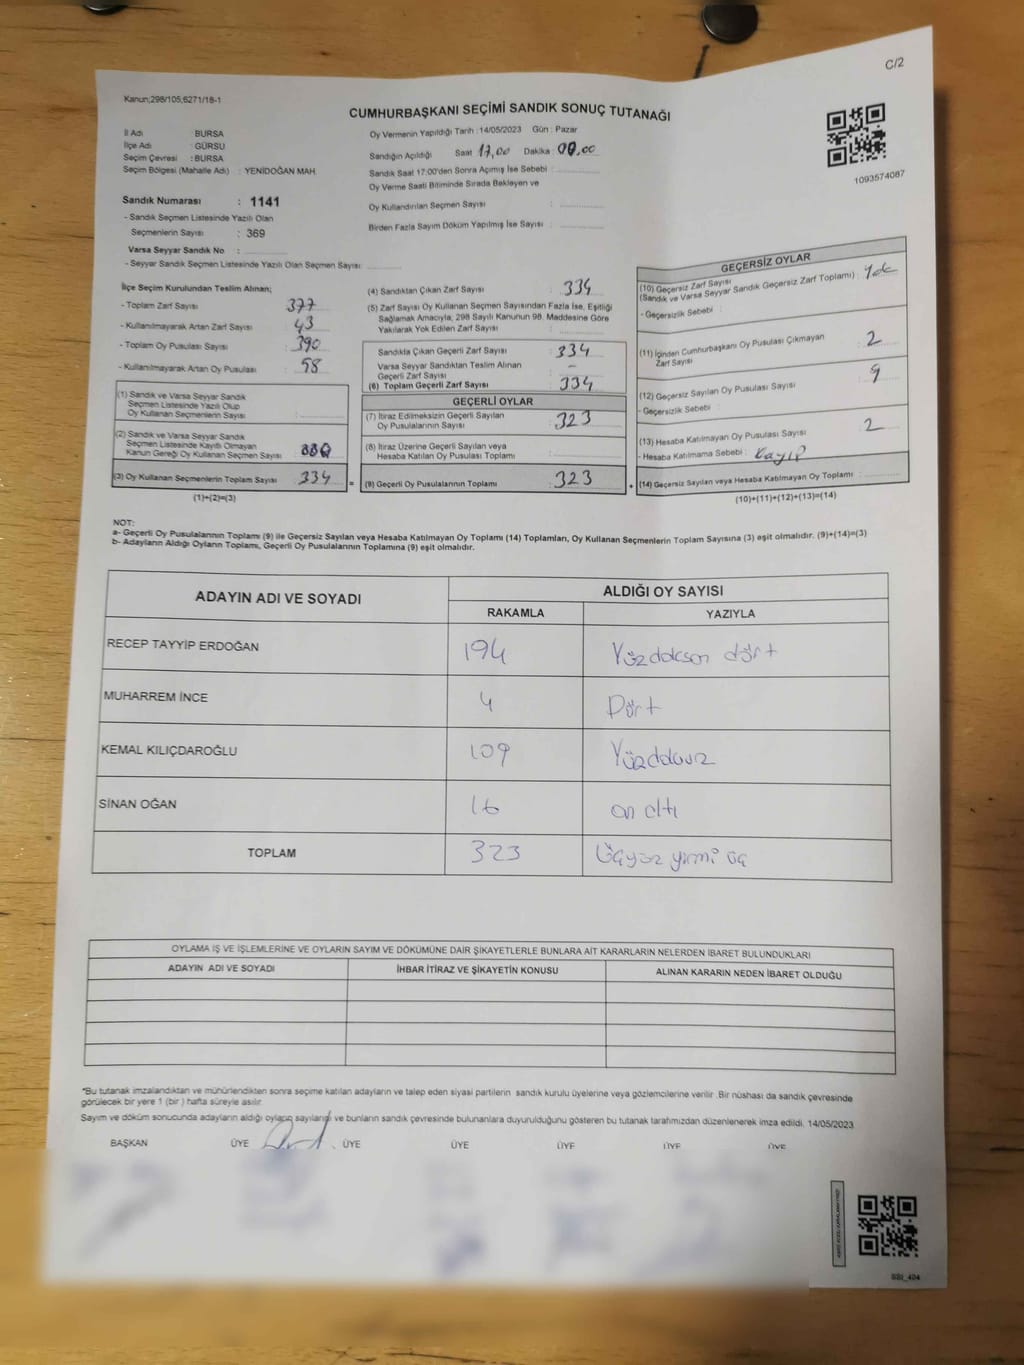 C/2
Kanun;298/105,6271/18-1
CUMHURBAŞKANI SEÇİMİ SANDIK SONUÇ TUTANAĞI
İl Adı : BURSA
İlçe Adı : GÜRSU
Seçim Çevresi : BURSA
Seçim Bölgesi (Mahalle Adı) : YENİDOĞAN MAH.
Oy Vermenin Yapıldığı Tarih : 14/05/2023 Gün : Pazar
Sandığın Açıldığı Saat 17,00 Dakika : 00,00
Sandık Saat 17:00'den Sonra Açımış İse Sebebi :
Oy Verme Saati Bitiminde Sırada Bekleyen ve
Oy Kullandırılan Seçmen Sayısı :
Birden Fazla Sayım Döküm Yapılmış İse Sayısı :
1093574087
Sandık Numarası : 1141
- Sandık Seçmen Listesinde Yazılı Olan
Seçmenlerin Sayısı : 369
Varsa Seyyar Sandık No :
- Seyyar Sandık Seçmen Listesinde Yazılı Olan Seçmen Sayısı:
İlçe Seçim Kurulundan Teslim Alınan;
- Toplam Zarf Sayısı : 377
- Kullanılmayarak Artan Zarf Sayısı : 43
- Toplam Oy Pusulası Sayısı : 390
- Kullanılmayarak Artan Oy Pusulası : 58
(1) Sandık ve Varsa Seyyar Sandık
Seçmen Listesinde Yazılı Olup
Oy Kullanan Seçmenlerin Sayısı :
(2) Sandık ve Varsa Seyyar Sandık
Seçmen Listesinde Kayıtlı Olmayan
Kanun Gereği Oy Kullanan Seçmen Sayısı :
(3) Oy Kullanan Seçmenlerin Toplam Sayısı : 334
(1)+(2)=(3)
(4) Sandıktan Çıkan Zarf Sayısı : 334
(5) Zarf Sayısı Oy Kullanan Seçmen Sayısından Fazla İse, Eşitliği
Sağlamak Amacıyla, 298 Sayılı Kanunun 98. Maddesine Göre
Yakılarak Yok Edilen Zarf Sayısı :
Sandıkla Çıkan Geçerli Zarf Sayısı : 334
Varsa Seyyar Sandıktan Teslim Alınan
Geçerli Zarf Sayısı : –
(6) Toplam Geçerli Zarf Sayısı : 334
GEÇERLİ OYLAR
(7) İtiraz Edilmeksizin Geçerli Sayılan
Oy Pusulalarının Sayısı : 323
(8) İtiraz Üzerine Geçerli Sayılan veya
Hesaba Katılan Oy Pusulası Toplamı :
= (9) Geçerli Oy Pusulalarının Toplamı : 323
GEÇERSİZ OYLAR
(10) Geçersiz Zarf Sayısı
(Sandık ve Varsa Seyyar Sandık Geçersiz Zarf Toplamı) : Yok
- Geçersizlik Sebebi :
(11) İçinden Cumhurbaşkanı Oy Pusulası Çıkmayan
Zarf Sayısı : 2
(12) Geçersiz Sayılan Oy Pusulası Sayısı : 9
- Geçersizlik Sebebi :
(13) Hesaba Katılmayan Oy Pusulası Sayısı : 2
- Hesaba Katılmama Sebebi : Kayıp
+ (14) Geçersiz Sayılan veya Hesaba Katılmayan Oy Toplamı :
(10)+(11)+(12)+(13)=(14)
NOT:
a- Geçerli Oy Pusulalarının Toplamı (9) ile Geçersiz Sayılan veya Hesaba Katılmayan Oy Toplamı (14) Toplamları, Oy Kullanan Seçmenlerin Toplam Sayısına (3) eşit olmalıdır. (9)+(14)=(3)
b- Adayların Aldığı Oyların Toplamı, Geçerli Oy Pusulalarının Toplamına (9) eşit olmalıdır.
ADAYIN ADI VE SOYADI
ALDIĞI OY SAYISI
RAKAMLA YAZIYLA
RECEP TAYYİP ERDOĞAN 194 Yüzdoksan dört
MUHARREM İNCE 4 Dört
KEMAL KILIÇDAROĞLU 109 Yüzdokuz
SİNAN OĞAN 16 on altı
TOPLAM 323 Üçyüz yirmi üç
OYLAMA İŞ VE İŞLEMLERİNE VE OYLARIN SAYIM VE DÖKÜMÜNE DAİR ŞİKAYETLERLE BUNLARA AİT KARARLARIN NELERDEN İBARET BULUNDUKLARI
ADAYIN ADI VE SOYADI İHBAR İTİRAZ VE ŞİKAYETİN KONUSU ALINAN KARARIN NEDEN İBARET OLDUĞU
*Bu tutanak imzalandıktan ve mühürlendikten sonra seçime katılan adayların ve talep eden siyasi partilerin sandık kurulu üyelerine veya gözlemcilerine verilir .Bir nüshası da sandık çevresinde
görülecek bir yere 1 (bir ) hafta süreyle asılır.
Sayım ve döküm sonucunda adayların aldığı oyların sayılarını ve bunların sandık çevresinde bulunanlara duyurulduğunu gösteren bu tutanak tarafımızdan düzenlenerek imza edildi. 14/05/2023
BAŞKAN ÜYE ÜYE ÜYE ÜYE ÜYE ÜYE
SSI_404